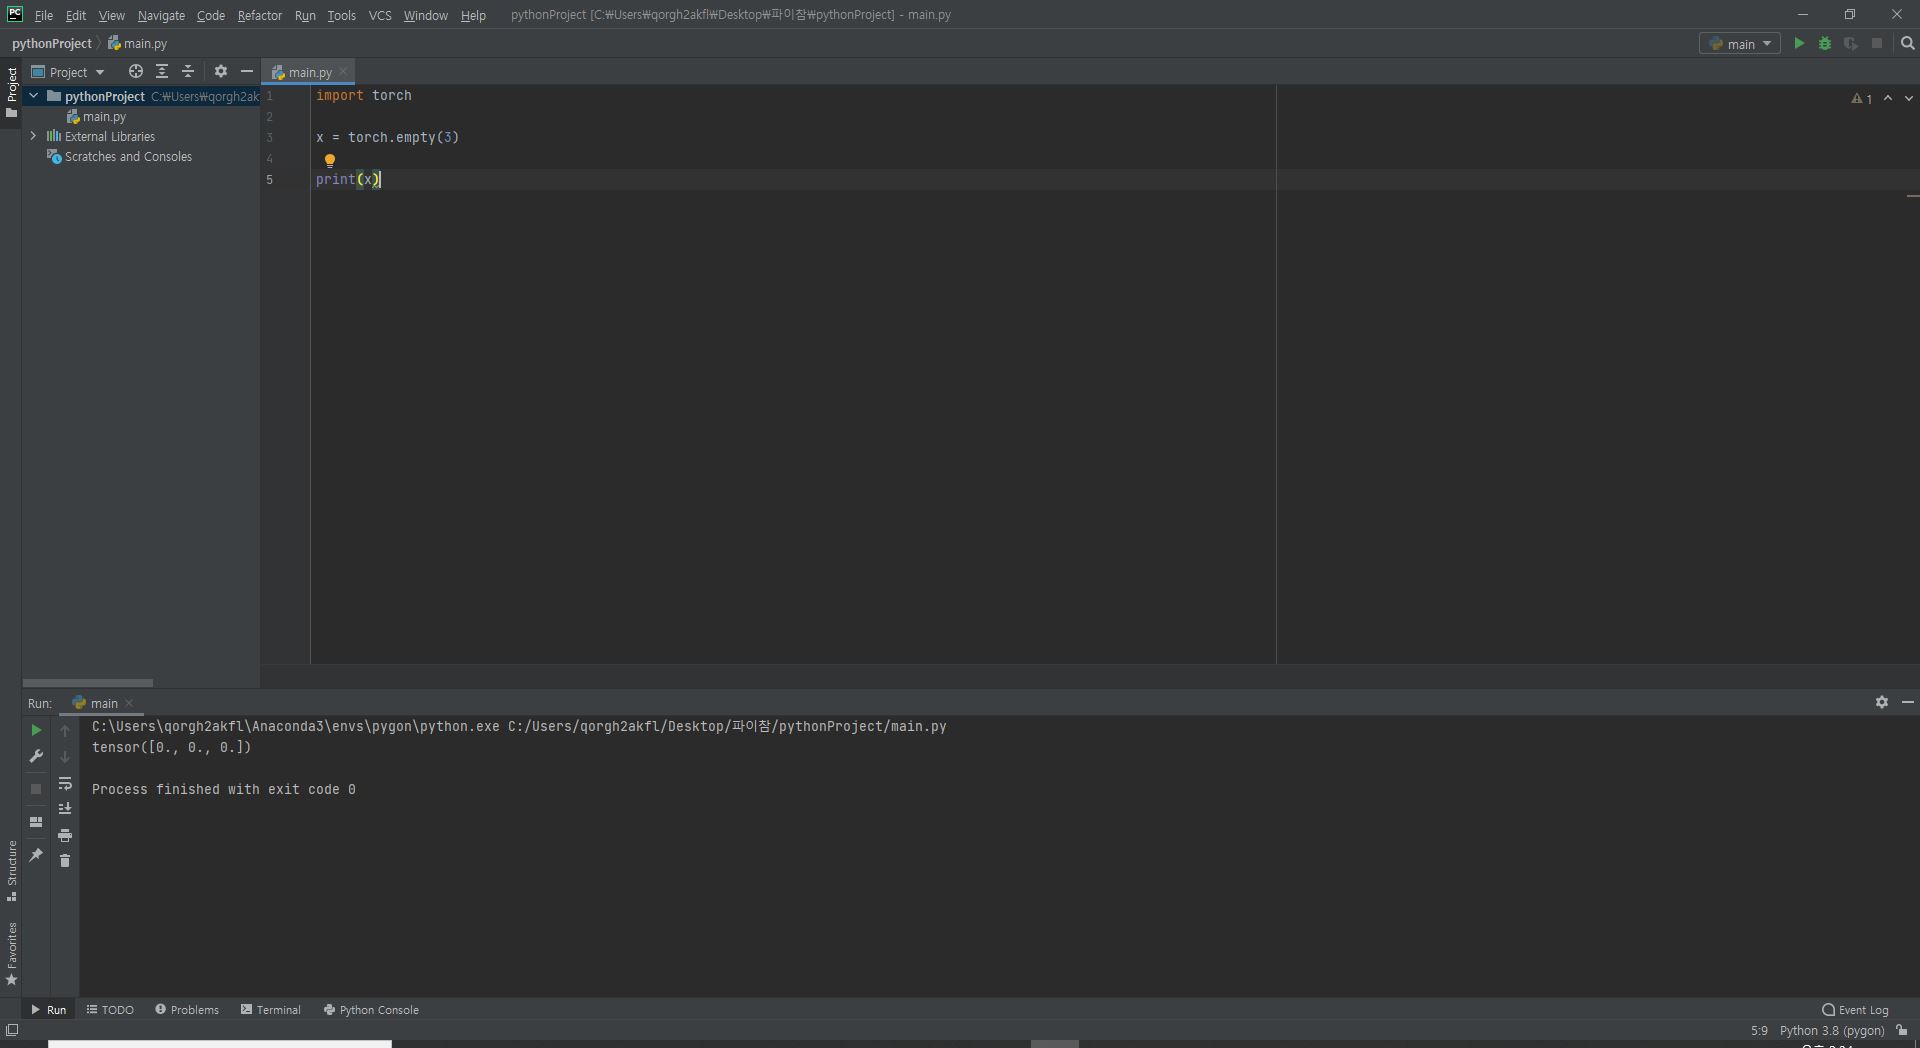 PC File Edit View Navigate Code Refactor Run Tools VCS Window Help pythonProject [C:₩Users₩qorgh2akfl₩Desktop₩파이참₩pythonProject] - main.py
pythonProject main.py main
Project main.py
Project
pythonProject C:₩Users₩qorgh2ak
main.py
External Libraries
Scratches and Consoles
1 import torch
2
3 x = torch.empty(3)
4
5 print(x)
1
Run: main
C:\Users\qorgh2akfl\Anaconda3\envs\pygon\python.exe C:/Users/qorgh2akfl/Desktop/파이참/pythonProject/main.py
tensor([0., 0., 0.])
Process finished with exit code 0
Structure
Favorites
Run TODO Problems Terminal Python Console Event Log
5:9 Python 3.8 (pygon)